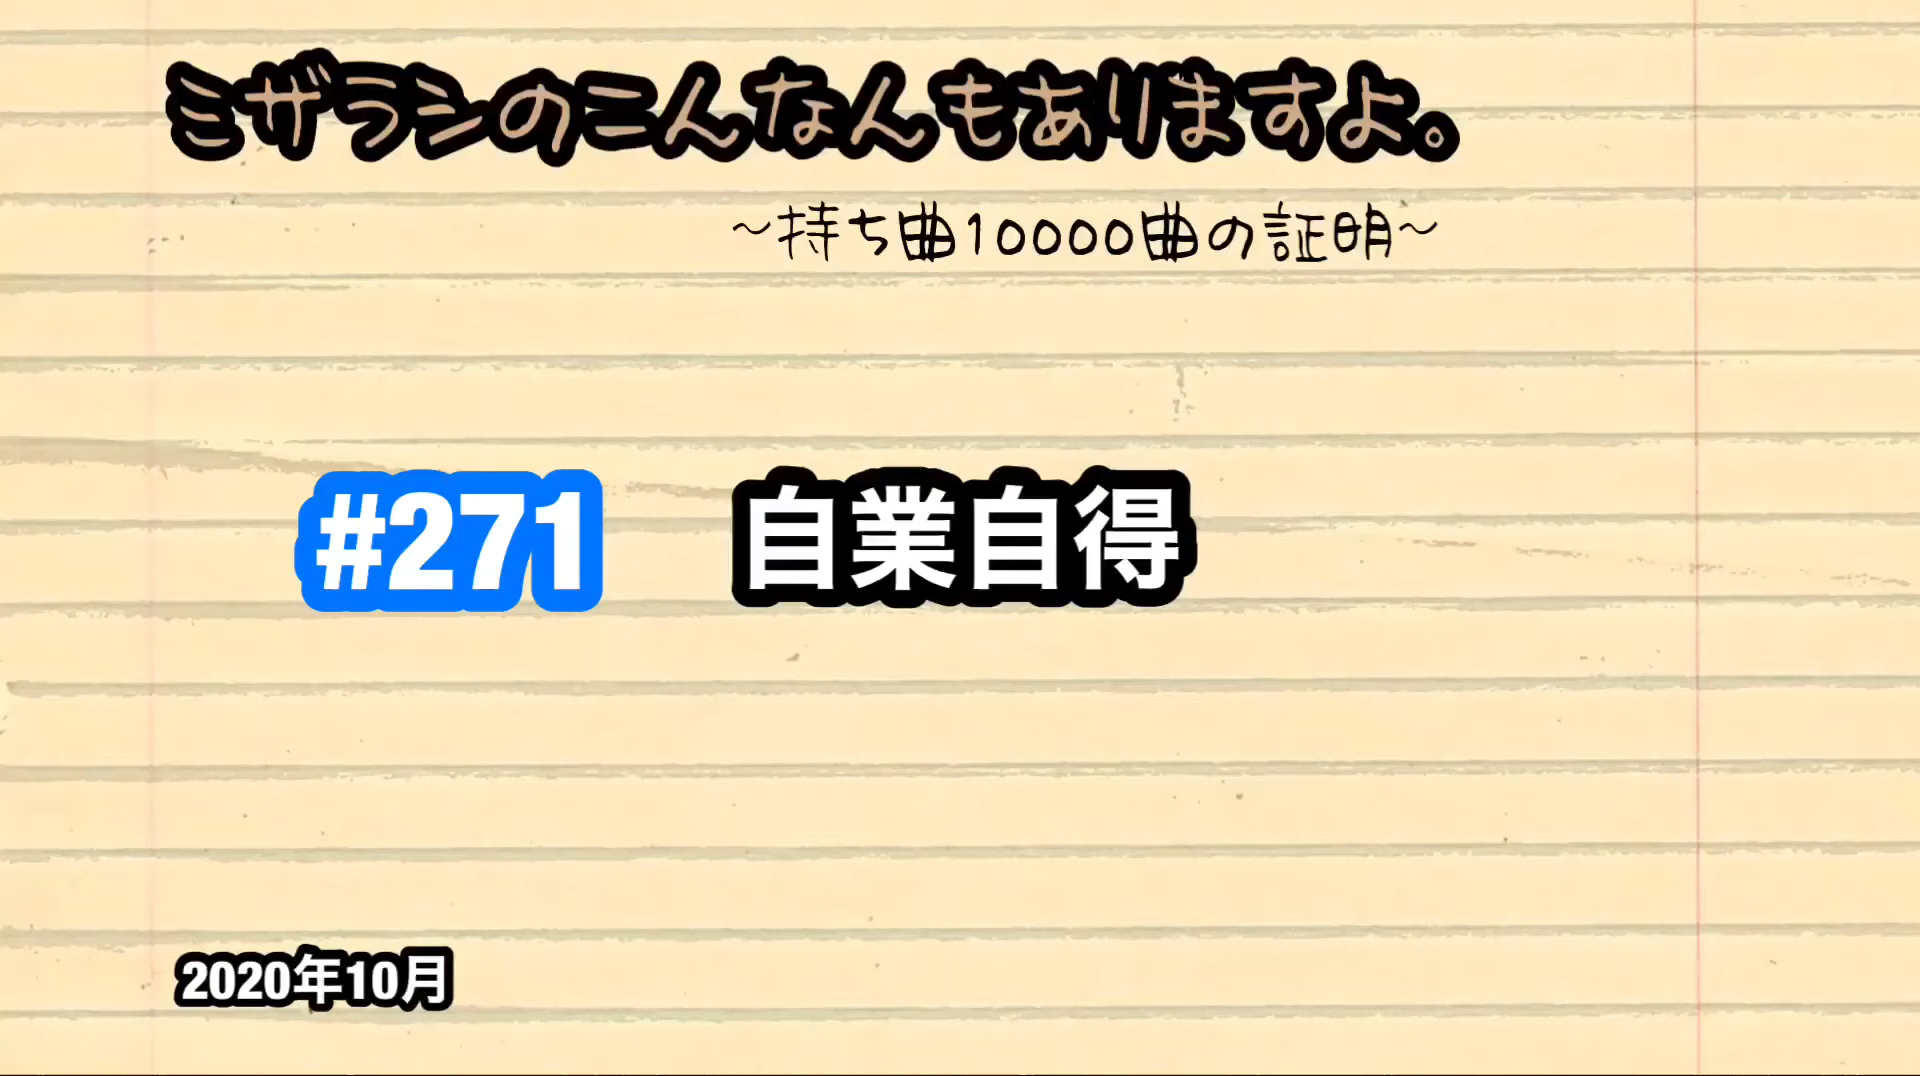 ミザラシのこんなんもありますよ。
~持ち曲10000曲の証明~
#271 自業自得
2020年10月